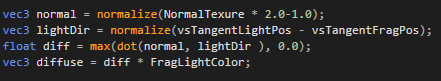 vec3 normal = normalize(NormalTexure * 2.0-1.0);
vec3 lightDir = normalize(vsTangentLightPos - vsTangentFragPos);
float diff = max(dot(normal, lightDir ), 0.0);
vec3 diffuse = diff * FragLightColor;